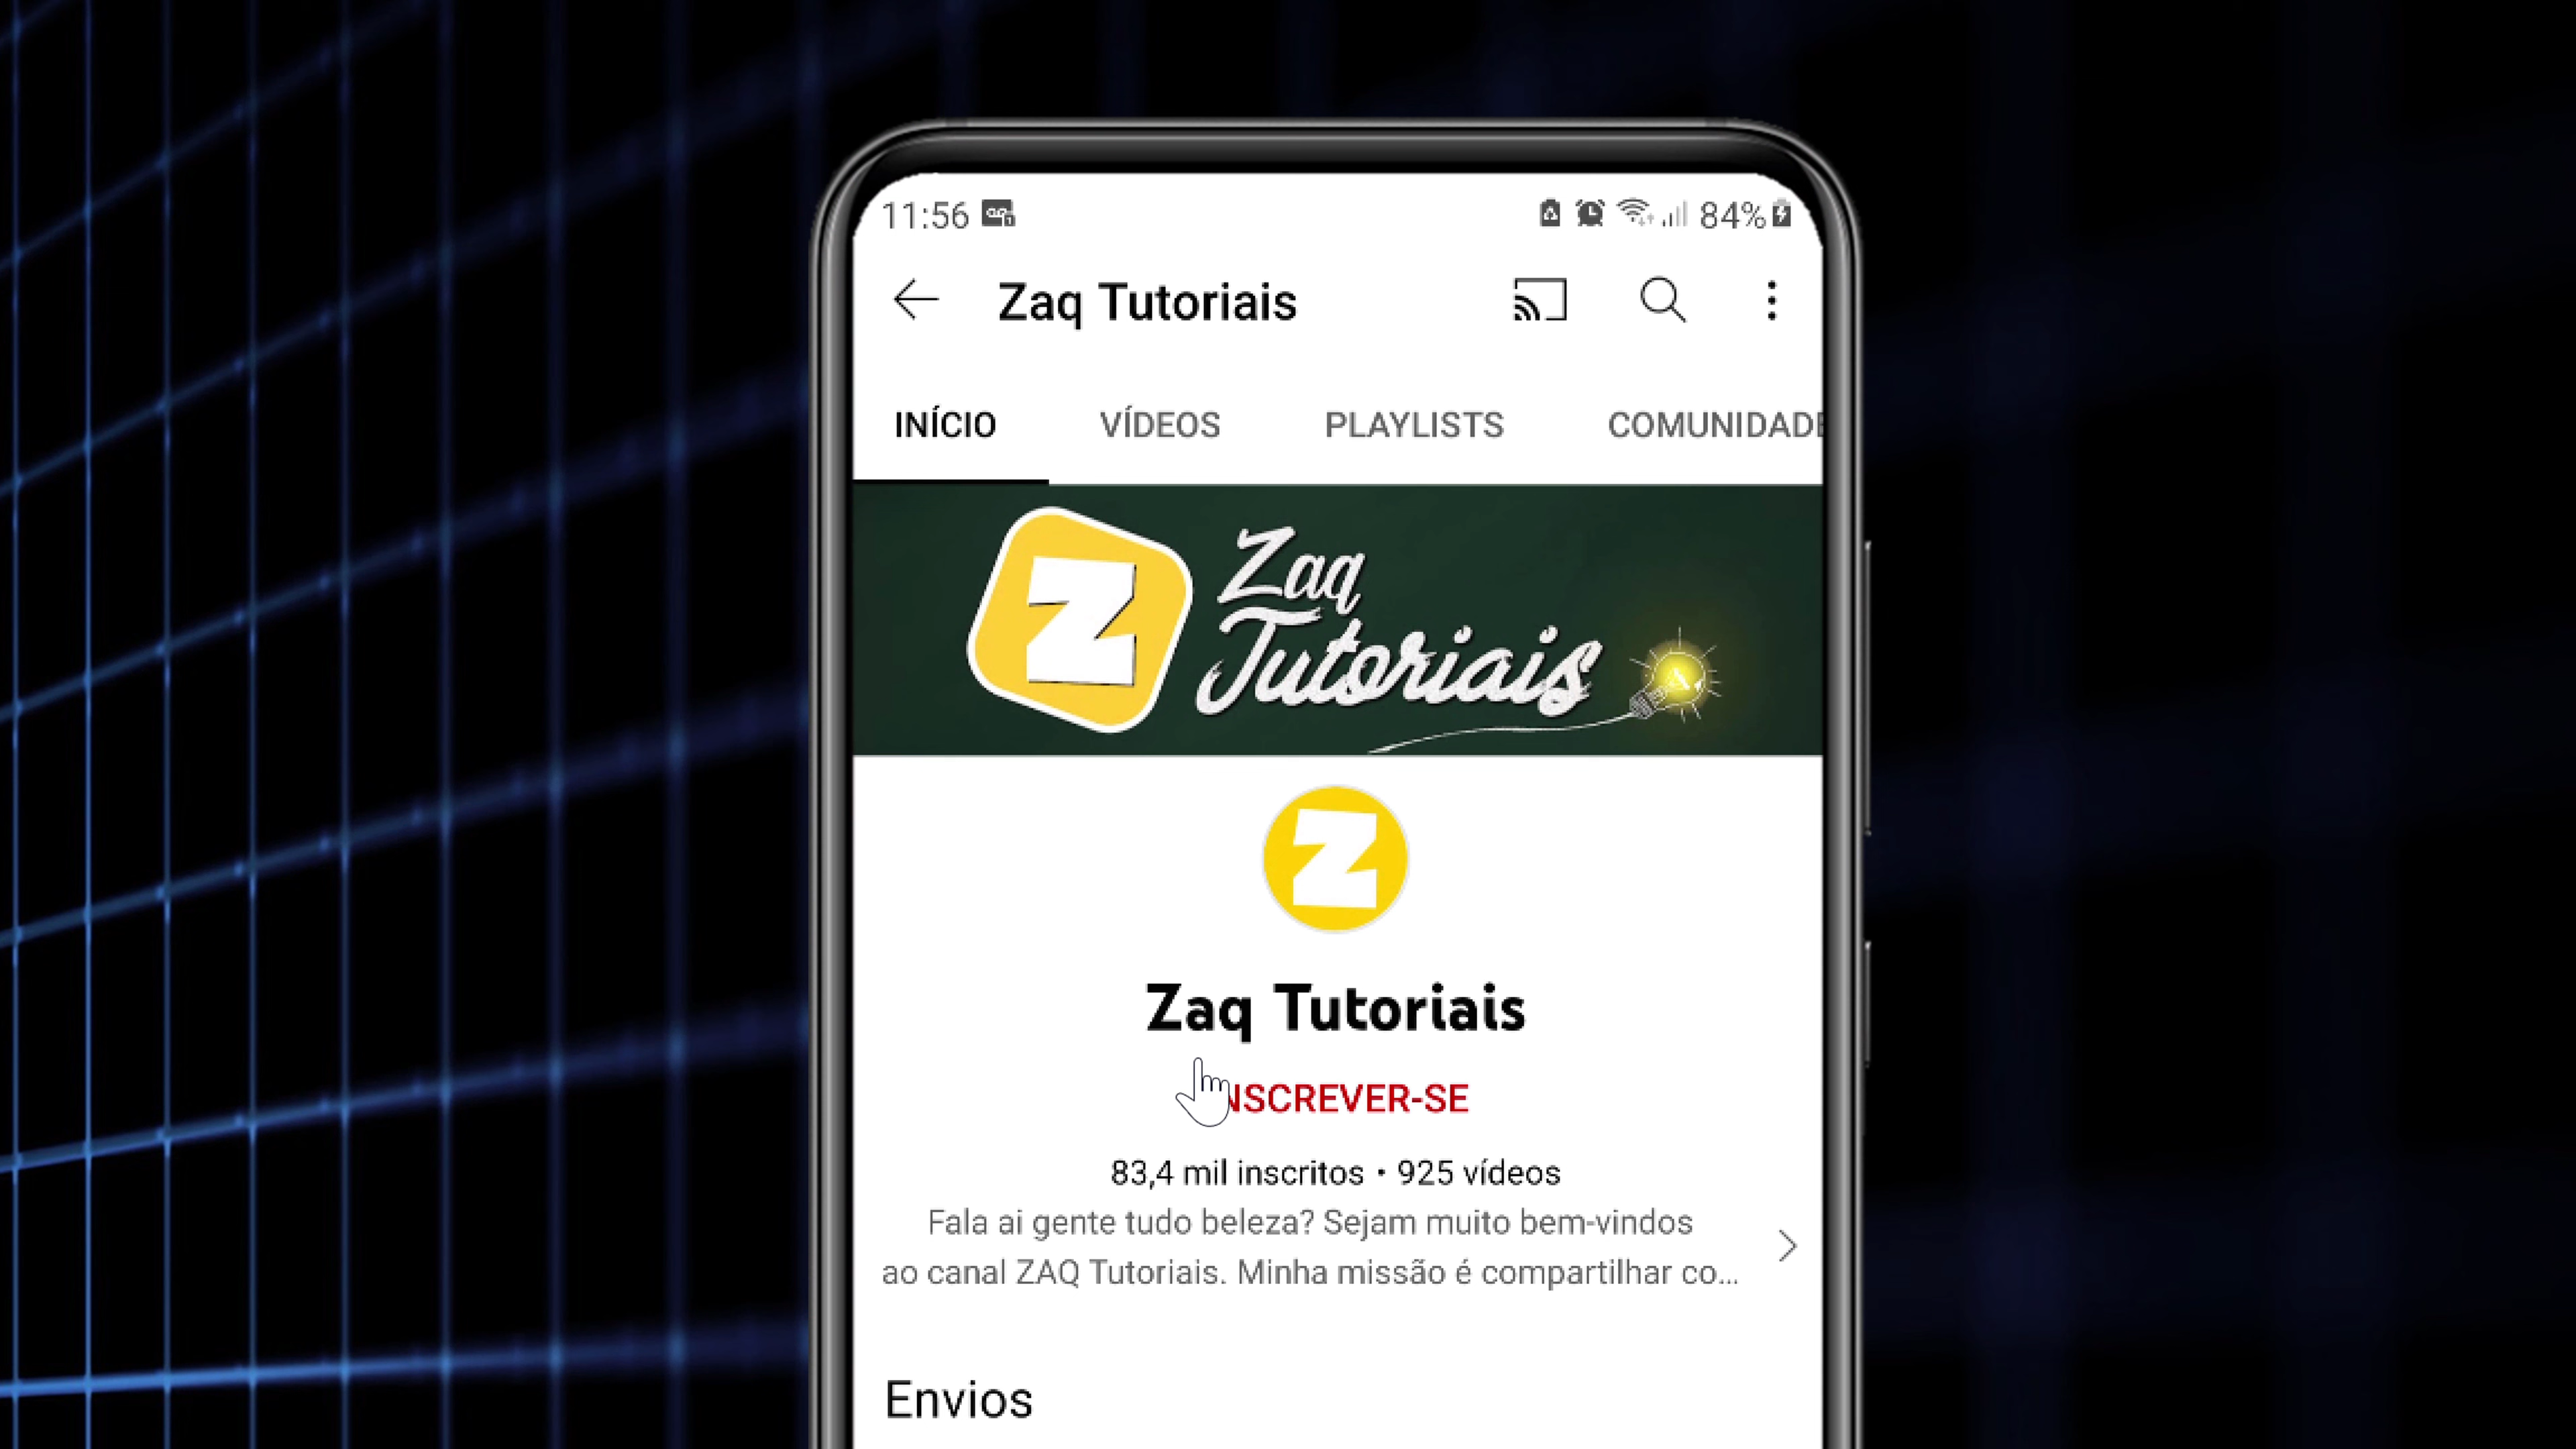 11:56
84%
Zaq Tutoriais
INÍCIO VÍDEOS PLAYLISTS COMUNIDADE
Z
Zaq
Tutoriais
Z
Zaq Tutoriais
NSCREVER-SE
83,4 mil inscritos • 925 vídeos
Fala ai gente tudo beleza? Sejam muito bem-vindos
ao canal ZAQ Tutoriais. Minha missão é compartilhar co...
Envios